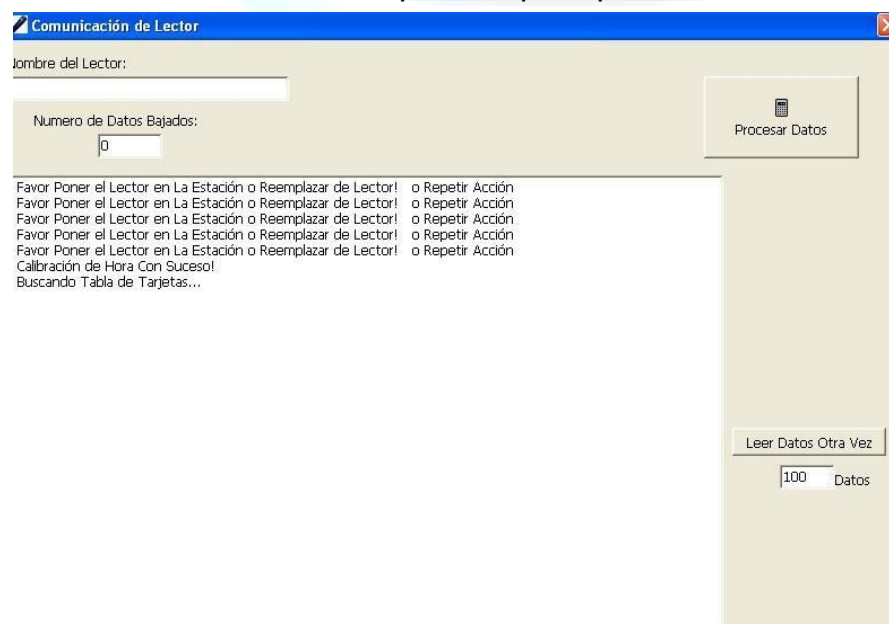 Comunicación de Lector
Nombre del Lector:
Numero de Datos Bajados:
0
Procesar Datos
Favor Poner el Lector en La Estación o Reemplazar de Lector! o Repetir Acción
Favor Poner el Lector en La Estación o Reemplazar de Lector! o Repetir Acción
Favor Poner el Lector en La Estación o Reemplazar de Lector! o Repetir Acción
Favor Poner el Lector en La Estación o Reemplazar de Lector! o Repetir Acción
Favor Poner el Lector en La Estación o Reemplazar de Lector! o Repetir Acción
Calibración de Hora Con Suceso!
Buscando Tabla de Tarjetas...
Leer Datos Otra Vez
100 Datos